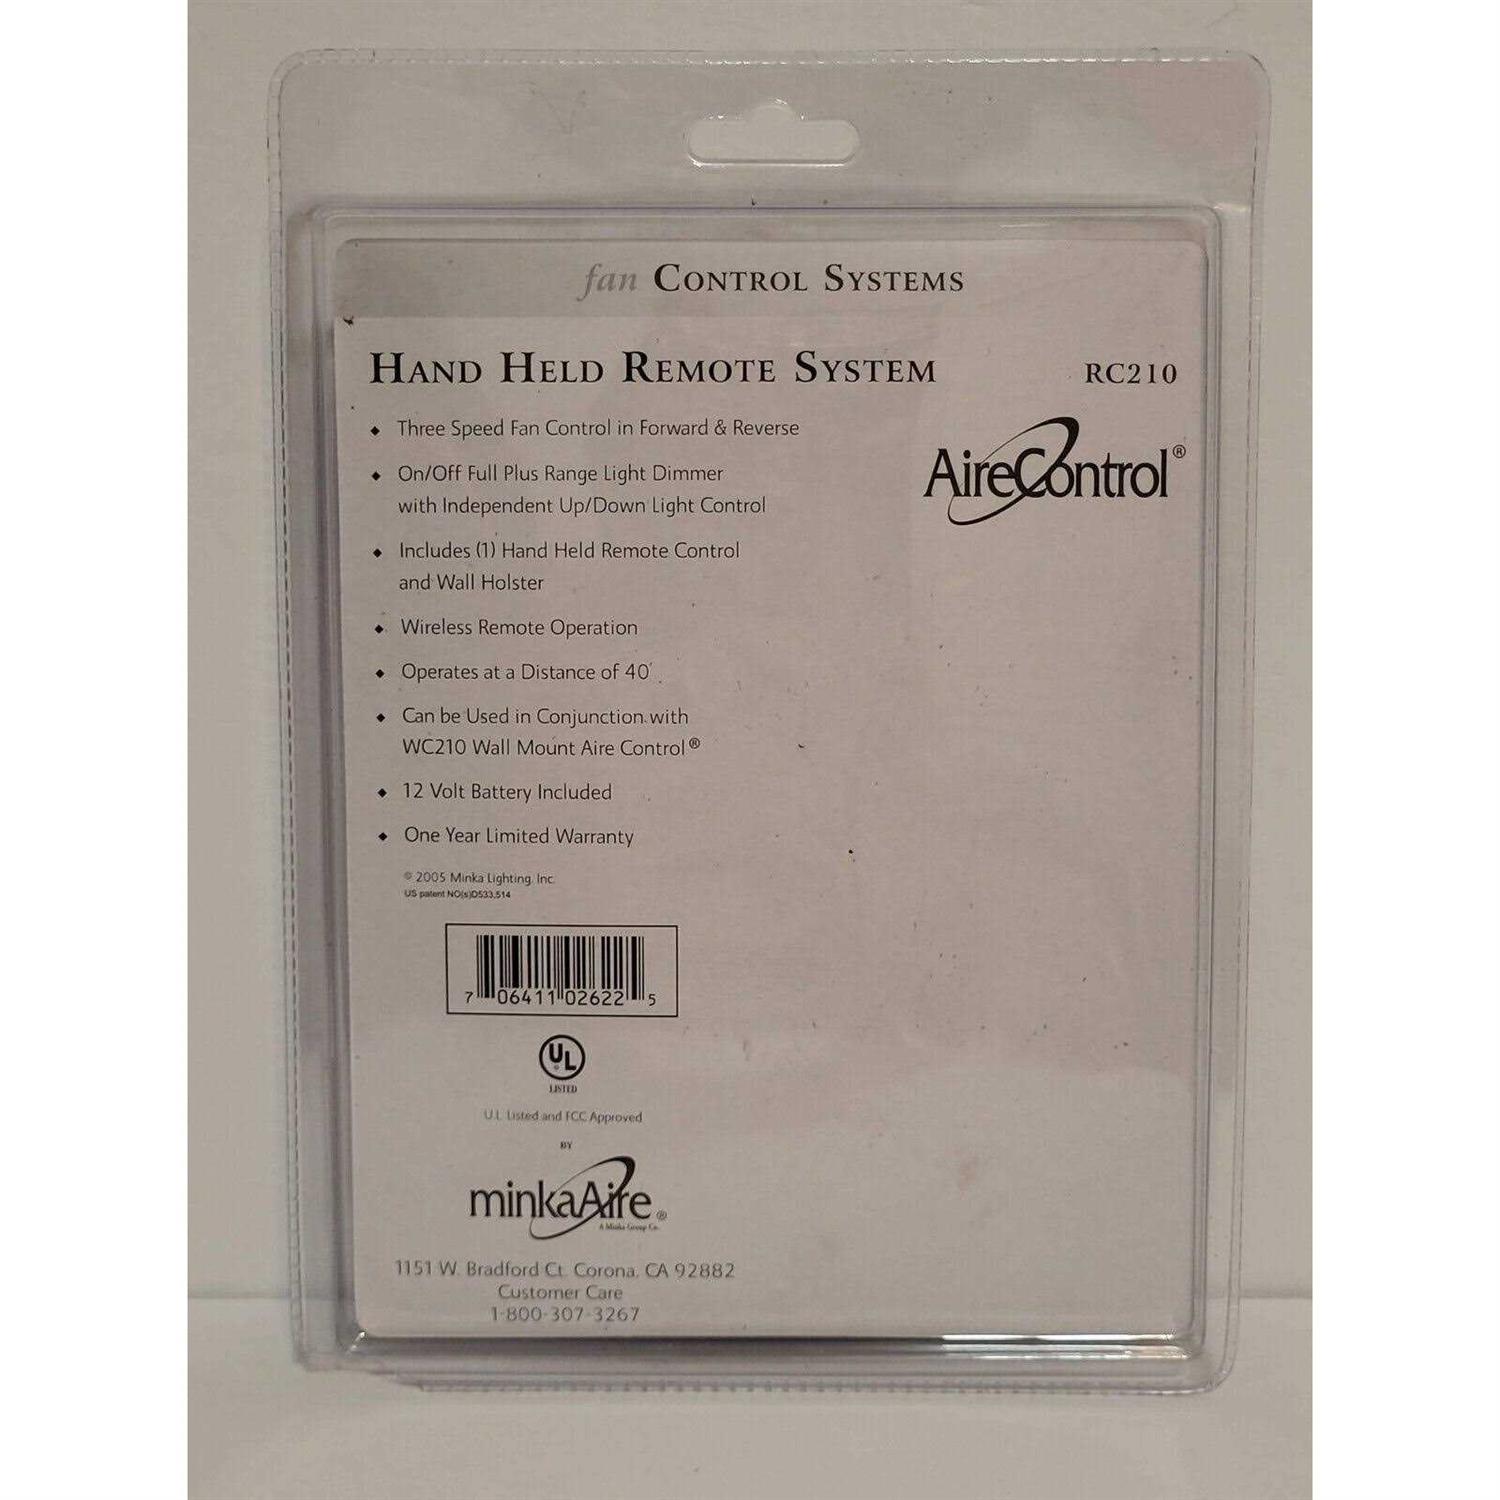 fan CONTROL SYSTEMS
HAND HELD REMOTE SYSTEM RC210
AireControl®
◆ Three Speed Fan Control in Forward & Reverse
◆ On/Off Full Plus Range Light Dimmer
with Independent Up/Down Light Control
◆ Includes (1) Hand Held Remote Control
and Wall Holster
◆ Wireless Remote Operation
◆ Operates at a Distance of 40'
◆ Can be Used in Conjunction with
WC210 Wall Mount Aire Control®
◆ 12 Volt Battery Included
◆ One Year Limited Warranty
© 2005 Minka Lighting, Inc.
US patent NO(s)D533,514
7 06411 02622 5
UL
LISTED
U.L. Listed and FCC Approved
BY
minkaAire®
A Minka Group Co.
1151 W. Bradford Ct. Corona, CA 92882
Customer Care
1-800-307-3267